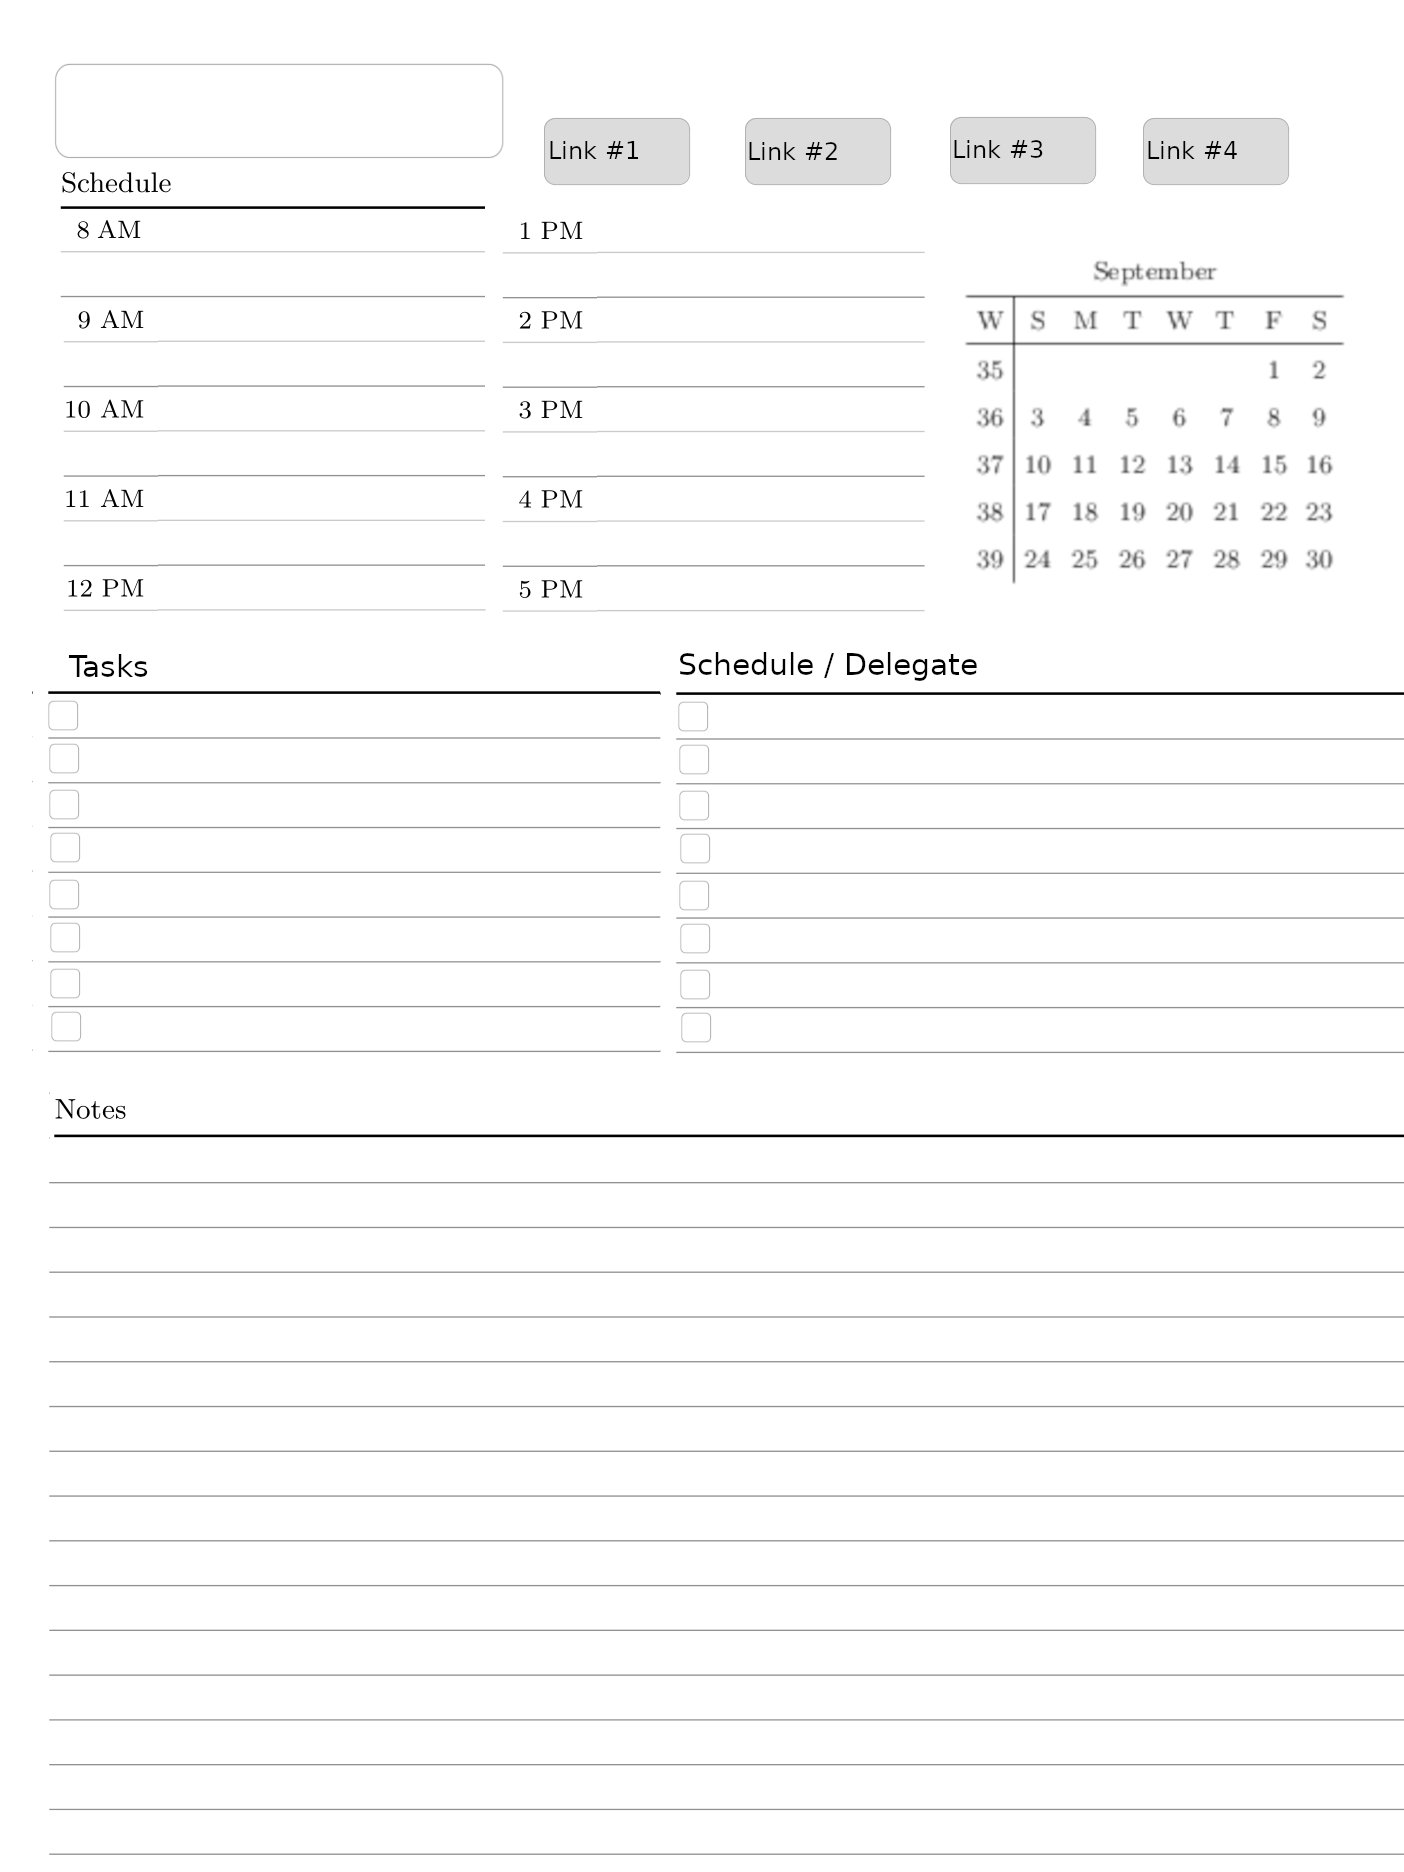 Link #1 Link #2 Link #3 Link #4
Schedule
8 AM
9 AM
10 AM
11 AM
12 PM
1 PM
2 PM
3 PM
4 PM
5 PM
September
W S M T W T F S
35 1 2
36 3 4 5 6 7 8 9
37 10 11 12 13 14 15 16
38 17 18 19 20 21 22 23
39 24 25 26 27 28 29 30
Tasks
Schedule / Delegate
Notes